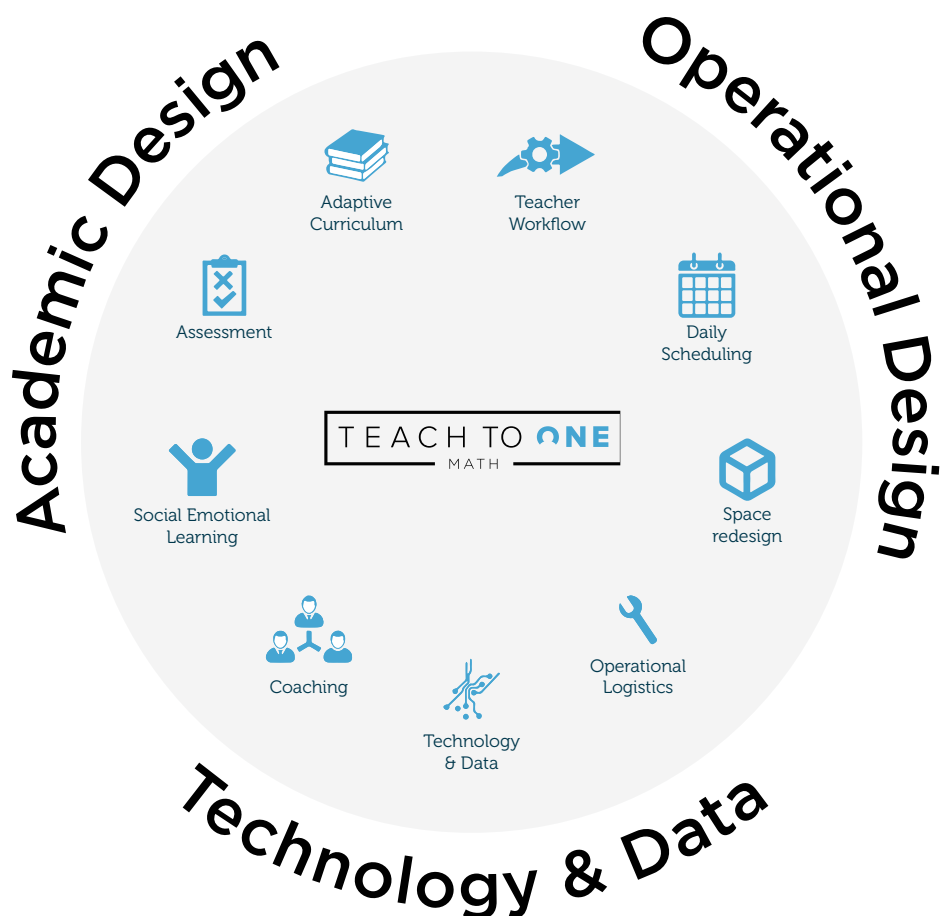 Academic Design
Operational Design
Adaptive
Curriculum
Teacher
Workflow
Assessment
Daily
Scheduling
TEACH TO ONE
MATH
Social Emotional
Learning
Space
redesign
Coaching
Operational
Logistics
Technology
& Data
Technology & Data